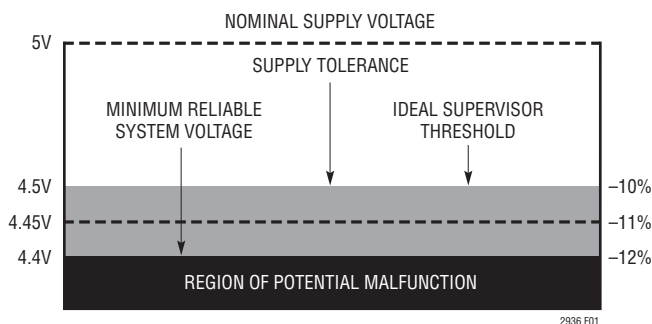 NOMINAL SUPPLY VOLTAGE
5V
SUPPLY TOLERANCE
MINIMUM RELIABLE
SYSTEM VOLTAGE
IDEAL SUPERVISOR
THRESHOLD
4.5V
–10%
4.45V
–11%
4.4V
–12%
REGION OF POTENTIAL MALFUNCTION
2936 F01